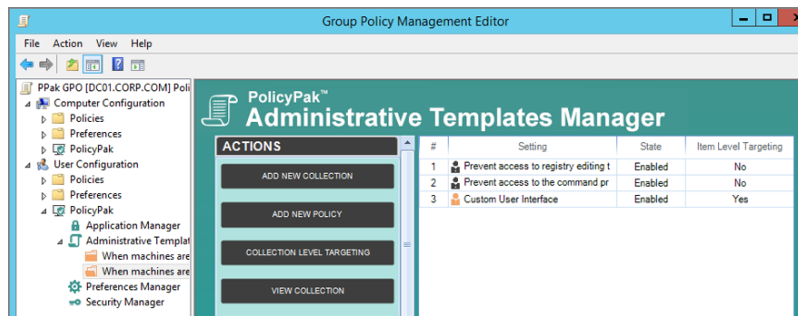 Group Policy Management Editor
File Action View Help
PPak GPO [DC01.CORP.COM] Poli
Computer Configuration
Policies
Preferences
PolicyPak
User Configuration
Policies
Preferences
PolicyPak
Application Manager
Administrative Templat
When machines are
When machines are
Preferences Manager
Security Manager
PolicyPak™
Administrative Templates Manager
ACTIONS
ADD NEW COLLECTION
ADD NEW POLICY
COLLECTION LEVEL TARGETING
VIEW COLLECTION
# Setting State Item Level Targeting
1 Prevent access to registry editing t Enabled No
2 Prevent access to the command pr Enabled No
3 Custom User Interface Enabled Yes